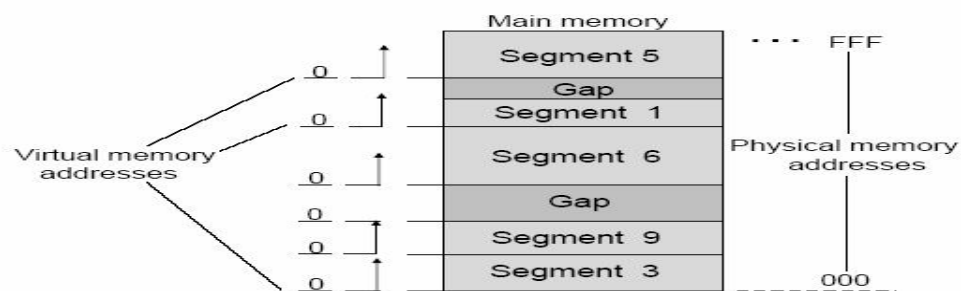 Main memory
Segment 5
... FFF
0
Gap
Segment 1
0
Virtual memory
addresses
Segment 6
Physical memory
addresses
0
Gap
0
Segment 9
0
Segment 3
000
0